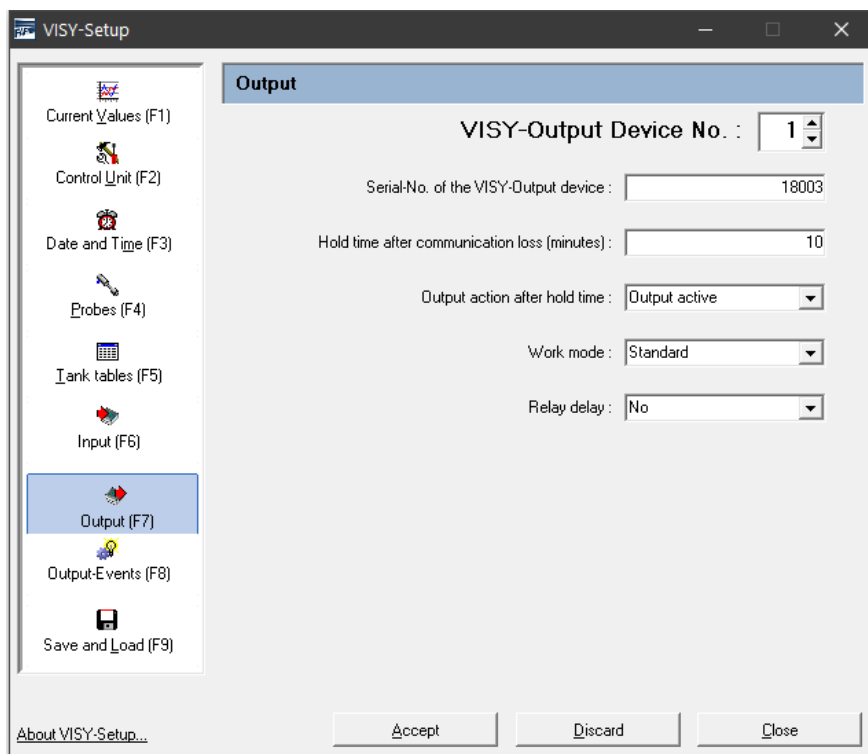 VISY-Setup
Current Values (F1)
Control Unit (F2)
Date and Time (F3)
Probes (F4)
Tank tables (F5)
Input (F6)
Output (F7)
Output-Events (F8)
Save and Load (F9)
About VISY-Setup...
Output
VISY-Output Device No. : 1
Serial-No. of the VISY-Output device : 18003
Hold time after communication loss (minutes) : 10
Output action after hold time : Output active
Work mode : Standard
Relay delay : No
Accept Discard Close